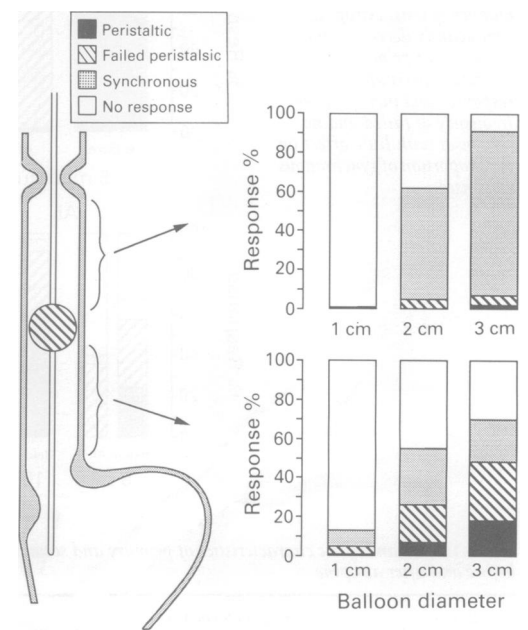 Peristaltic
Failed peristalsic
Synchronous
No response
Response %
100
80
60
40
20
0
1 cm 2 cm 3 cm
Response %
100
80
60
40
20
0
1 cm 2 cm 3 cm
Balloon diameter